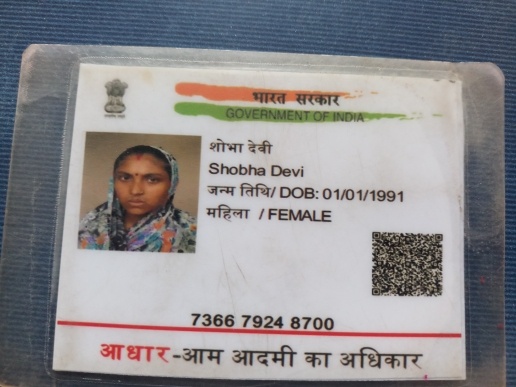 भारत सरकार
GOVERNMENT OF INDIA
शोभा देवी
Shobha Devi
जन्म तिथि/ DOB: 01/01/1991
महिला / FEMALE
7366 7924 8700
आधार-आम आदमी का अधिकार